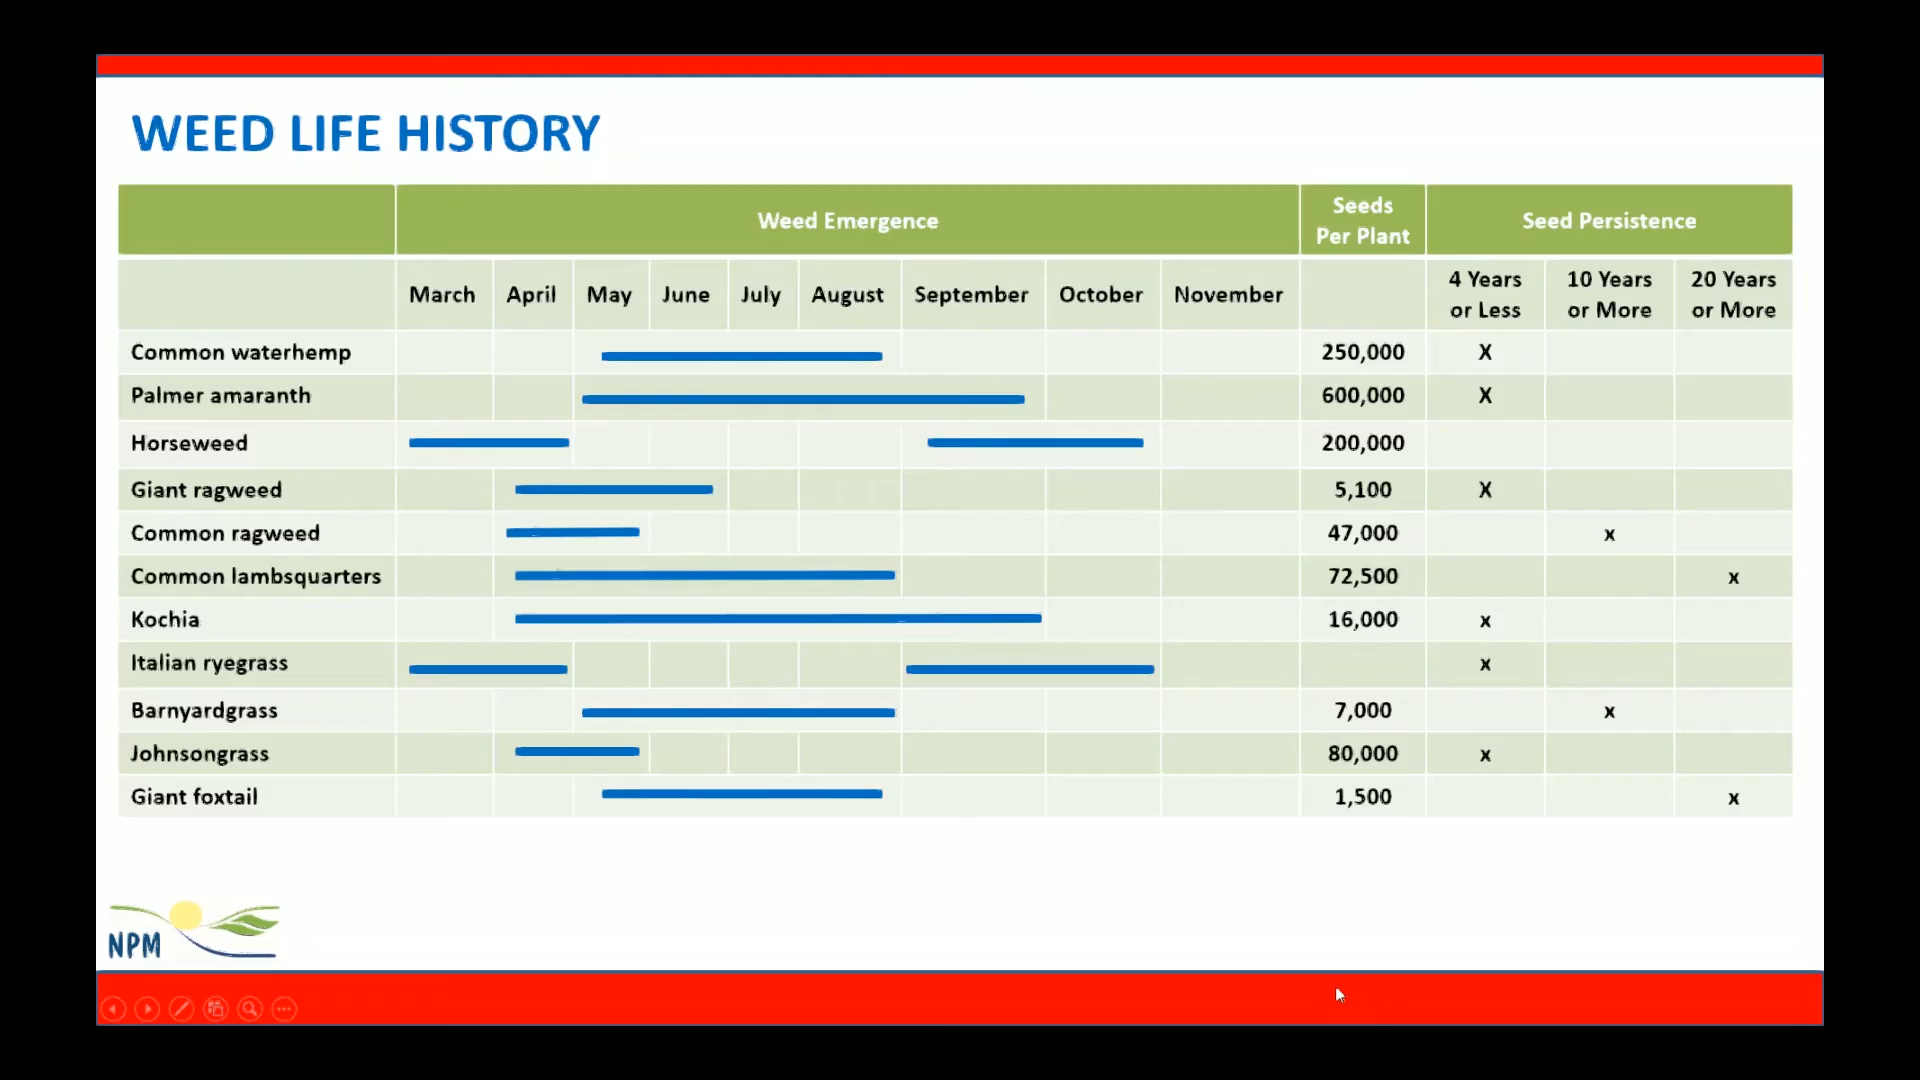 WEED LIFE HISTORY
Weed Emergence Seeds Per Plant Seed Persistence
March April May June July August September October November 4 Years or Less 10 Years or More 20 Years or More
Common waterhemp 250,000 X
Palmer amaranth 600,000 X
Horseweed 200,000
Giant ragweed 5,100 X
Common ragweed 47,000 x
Common lambsquarters 72,500 x
Kochia 16,000 x
Italian ryegrass x
Barnyardgrass 7,000 x
Johnsongrass 80,000 x
Giant foxtail 1,500 x
NPM